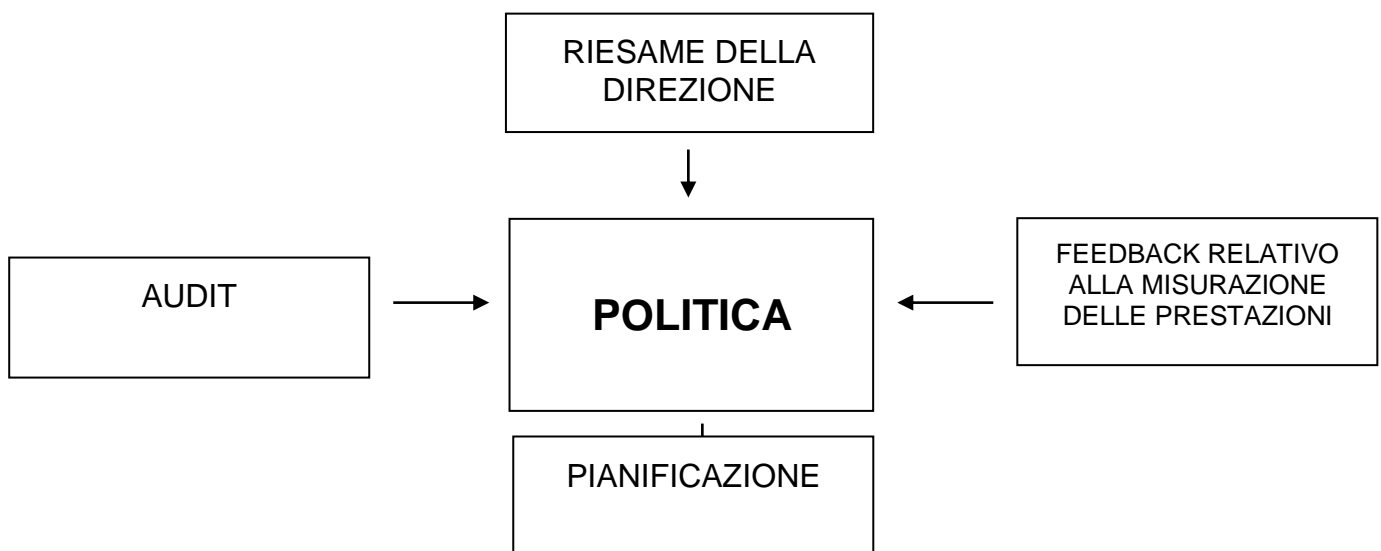 RIESAME DELLA
DIREZIONE
AUDIT
POLITICA
FEEDBACK RELATIVO
ALLA MISURAZIONE
DELLE PRESTAZIONI
PIANIFICAZIONE